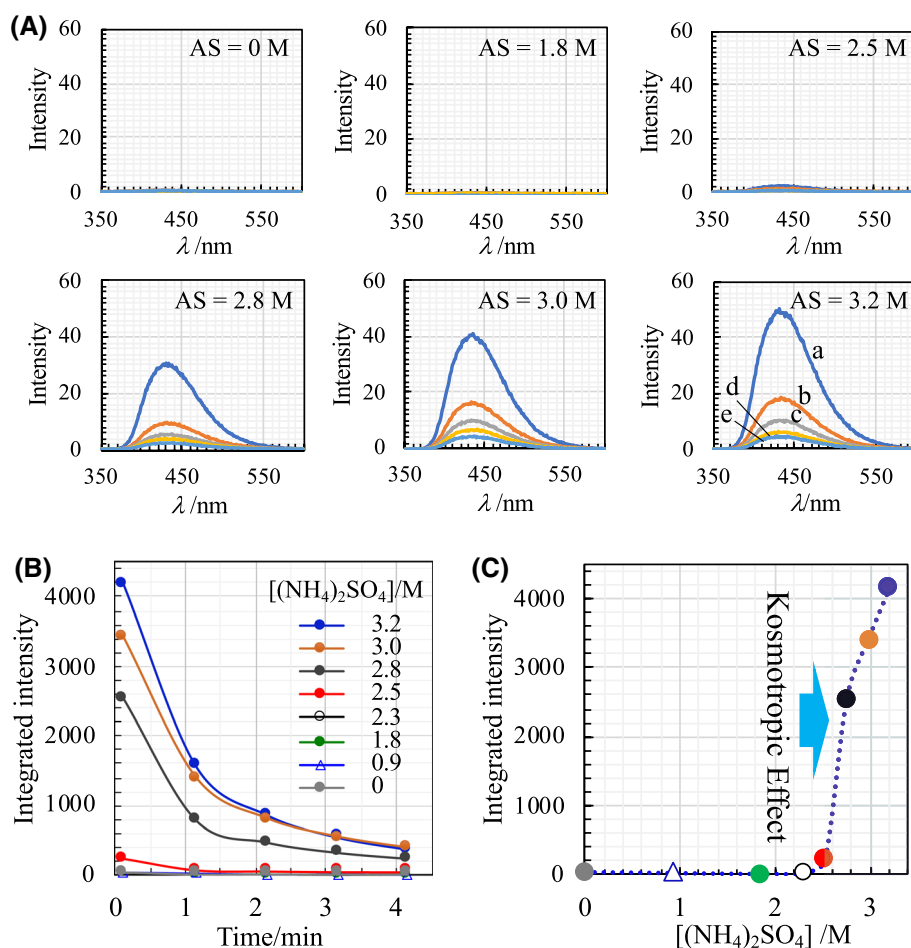 (A)
AS = 0 M
60
40
20
0
Intensity
350 450 550
λ /nm
AS = 1.8 M
60
40
20
0
Intensity
350 450 550
λ /nm
AS = 2.5 M
60
40
20
0
Intensity
350 450 550
λ /nm
AS = 2.8 M
60
40
20
0
Intensity
350 450 550
λ /nm
AS = 3.0 M
60
40
20
0
Intensity
350 450 550
λ /nm
AS = 3.2 M
60
40
20
0
Intensity
a
b
c
d
e
350 450 550
λ /nm
(B)
[(NH4)2SO4]/M
3.2
3.0
2.8
2.5
2.3
1.8
0.9
0
4000
3000
2000
1000
0
Integrated intensity
0 1 2 3 4
Time/min
(C)
4000
3000
2000
1000
0
Integrated intensity
Kosmotropic Effect
0 1 2 3
[(NH4)2SO4] /M